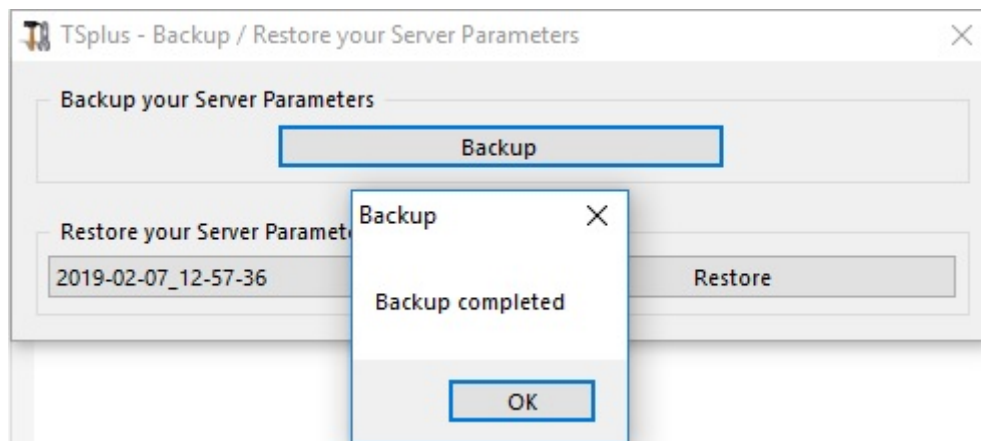 TSplus - Backup / Restore your Server Parameters
Backup your Server Parameters
Backup
Restore your Server Paramet
2019-02-07_12-57-36
Restore
Backup
Backup completed
OK